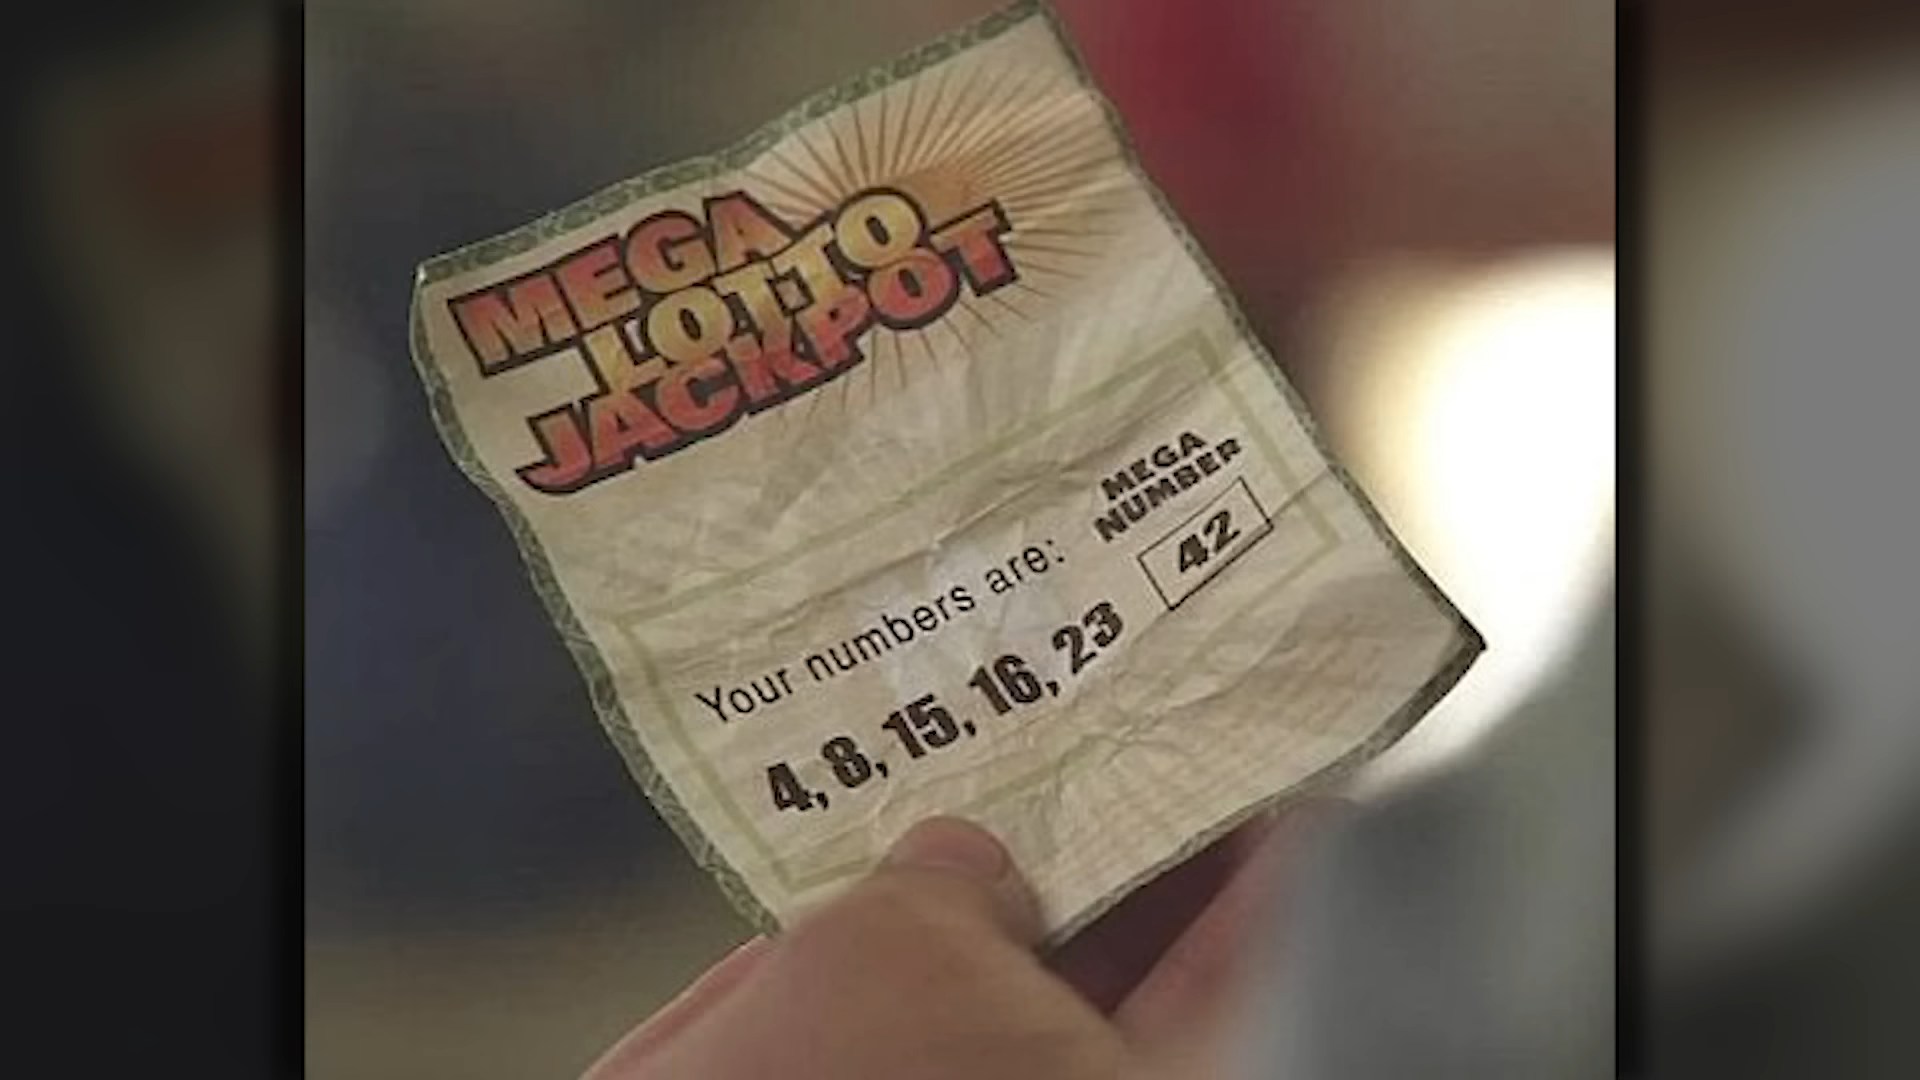 MEGA
LOTTO
JACKPOT
MEGA
NUMBER
Your numbers are:
42
4, 8, 15, 16, 23